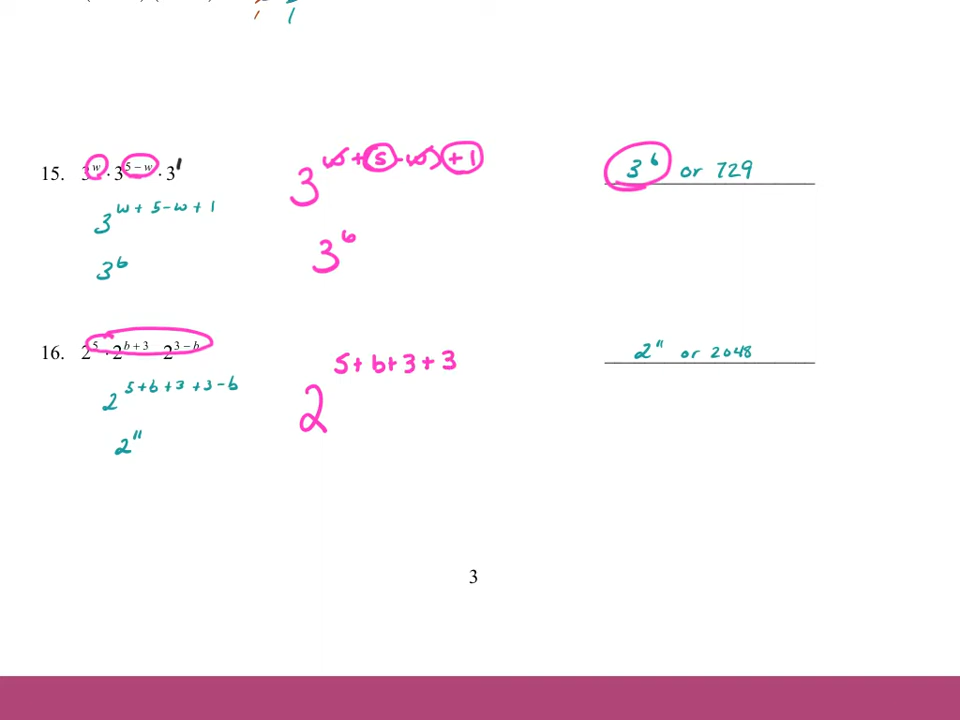 15. 3^w · 3^(5 − w) · 3^1
3^(w + 5 − w + 1)
3^6
3^(w + 5 − w + 1)
3^6
3^6 or 729
16. 2^5 · 2^(b + 3) 2^(3 − b)
2^(5 + b + 3 + 3 − b)
2^11
2^(5 + b + 3 + 3)
2^11 or 2048
3